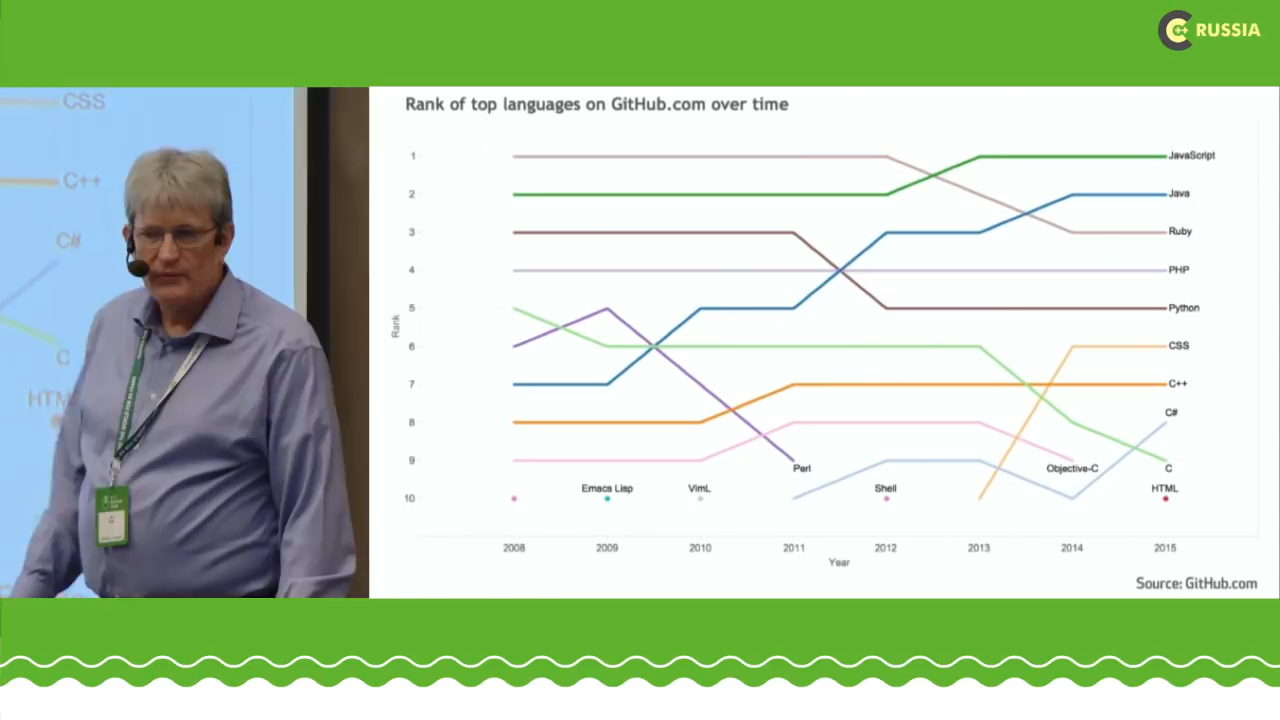 C++ RUSSIA
CSS
C++
C#
C
HTM
Rank of top languages on GitHub.com over time
Rank
1
2
3
4
5
6
7
8
9
10
JavaScript
Java
Ruby
PHP
Python
CSS
C++
C#
C
HTML
Objective-C
Perl
Emacs Lisp
VimL
Shell
2008
2009
2010
2011
2012
2013
2014
2015
Year
Source: GitHub.com